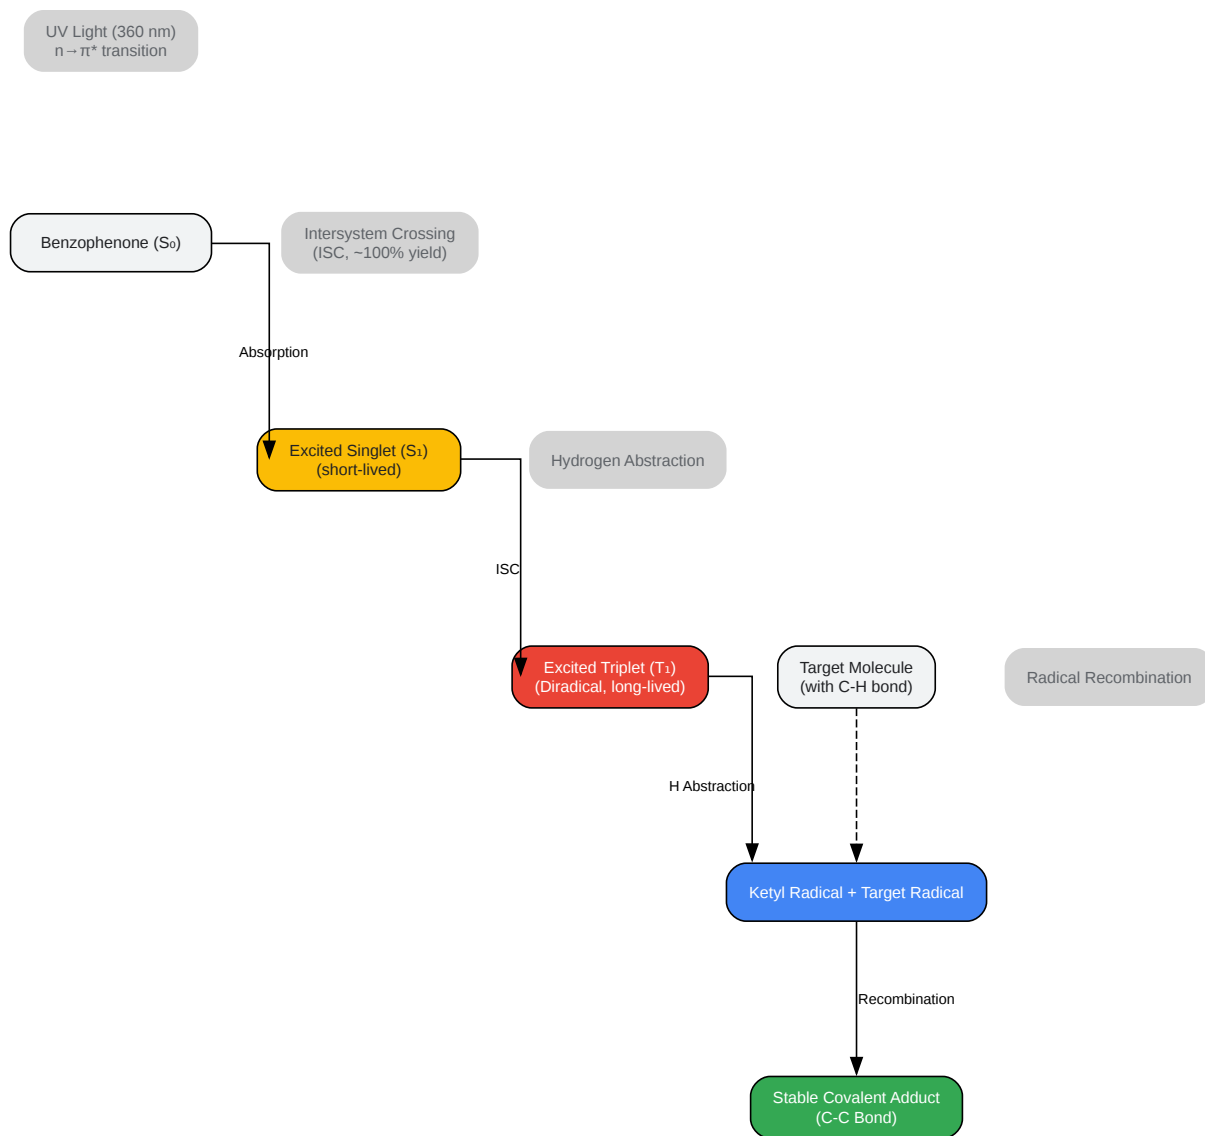 UV Light (360 nm)
n→π* transition
Benzophenone (S₀)
Intersystem Crossing
(ISC, ~100% yield)
Absorption
Excited Singlet (S₁)
(short-lived)
Hydrogen Abstraction
ISC
Excited Triplet (T₁)
(Diradical, long-lived)
Target Molecule
(with C-H bond)
Radical Recombination
H Abstraction
Ketyl Radical + Target Radical
Recombination
Stable Covalent Adduct
(C-C Bond)